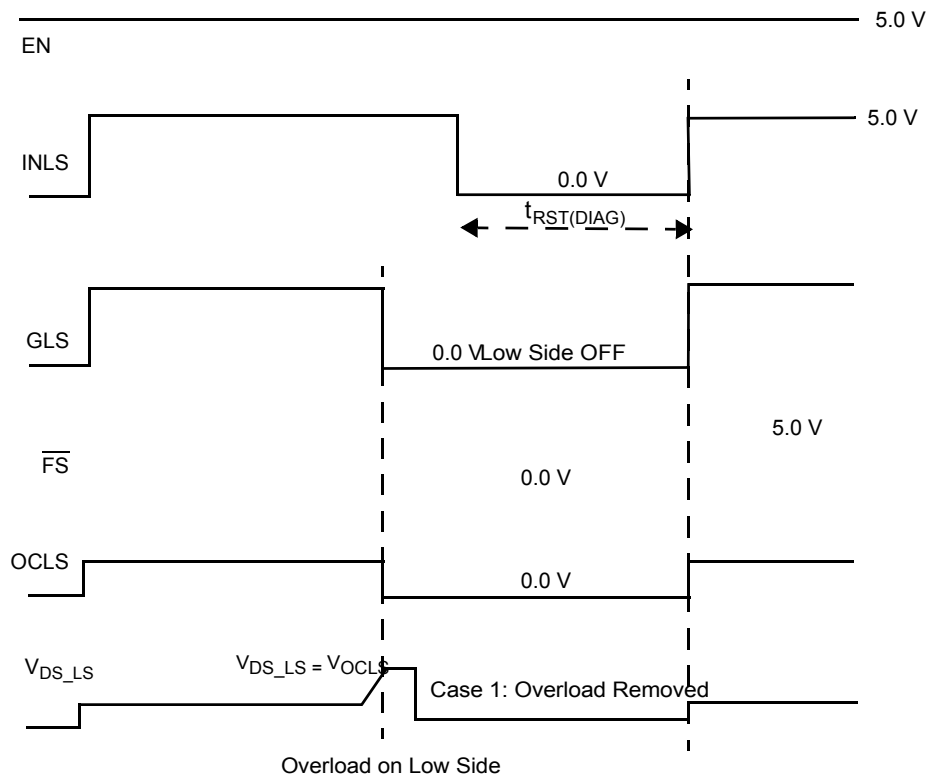 5.0 V
EN
5.0 V
INLS
0.0 V
tRST(DIAG)
GLS
0.0 VLow Side OFF
5.0 V
FS
0.0 V
OCLS
0.0 V
VDS_LS
VDS_LS = VOCLS
Case 1: Overload Removed
Overload on Low Side